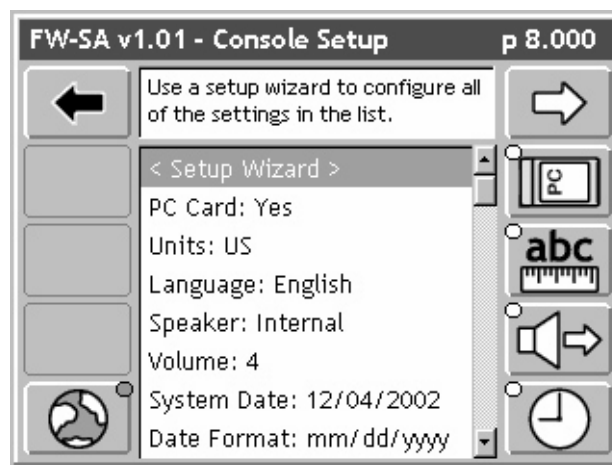 FW-SA v1.01 - Console Setup p 8.000
Use a setup wizard to configure all
of the settings in the list.
< Setup Wizard >
PC Card: Yes
Units: US
Language: English
Speaker: Internal
Volume: 4
System Date: 12/04/2002
Date Format: mm/dd/yyyy
PC
abc